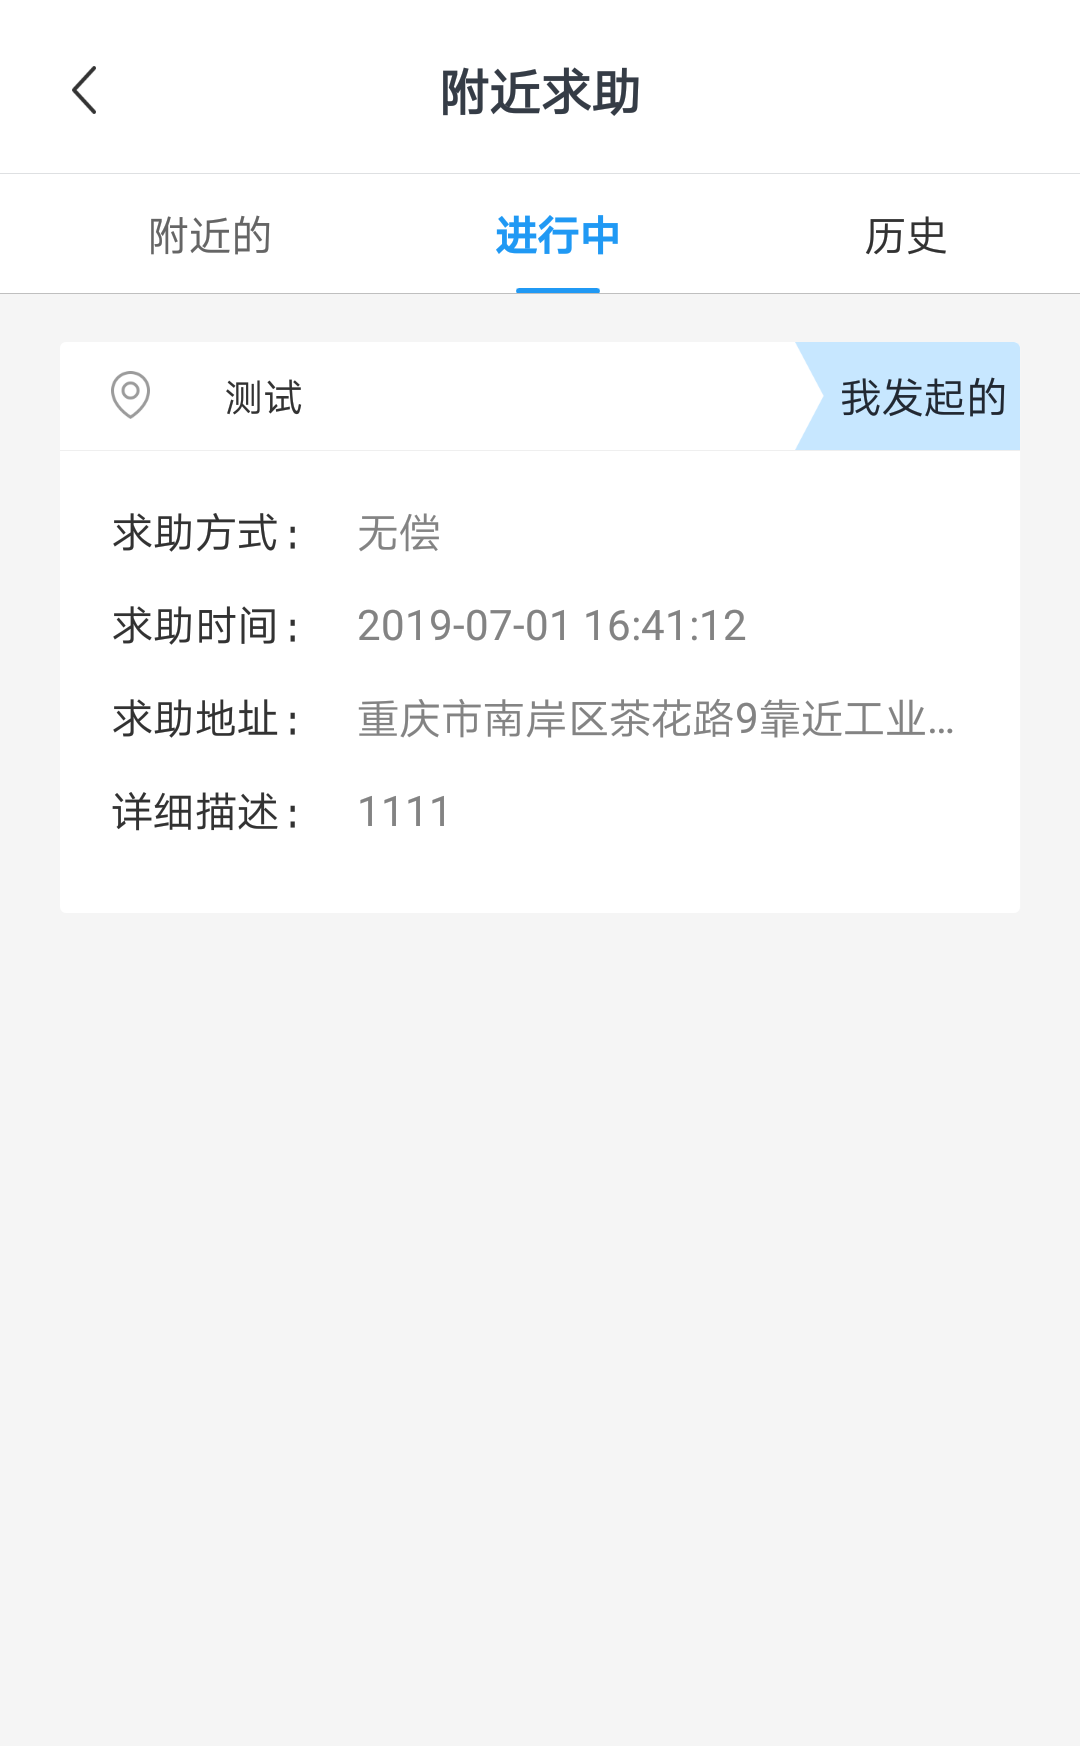 附近求助
附近的 进行中 历史
测试 我发起的
求助方式： 无偿
求助时间： 2019-07-01 16:41:12
求助地址： 重庆市南岸区茶花路9靠近工业...
详细描述： 1111